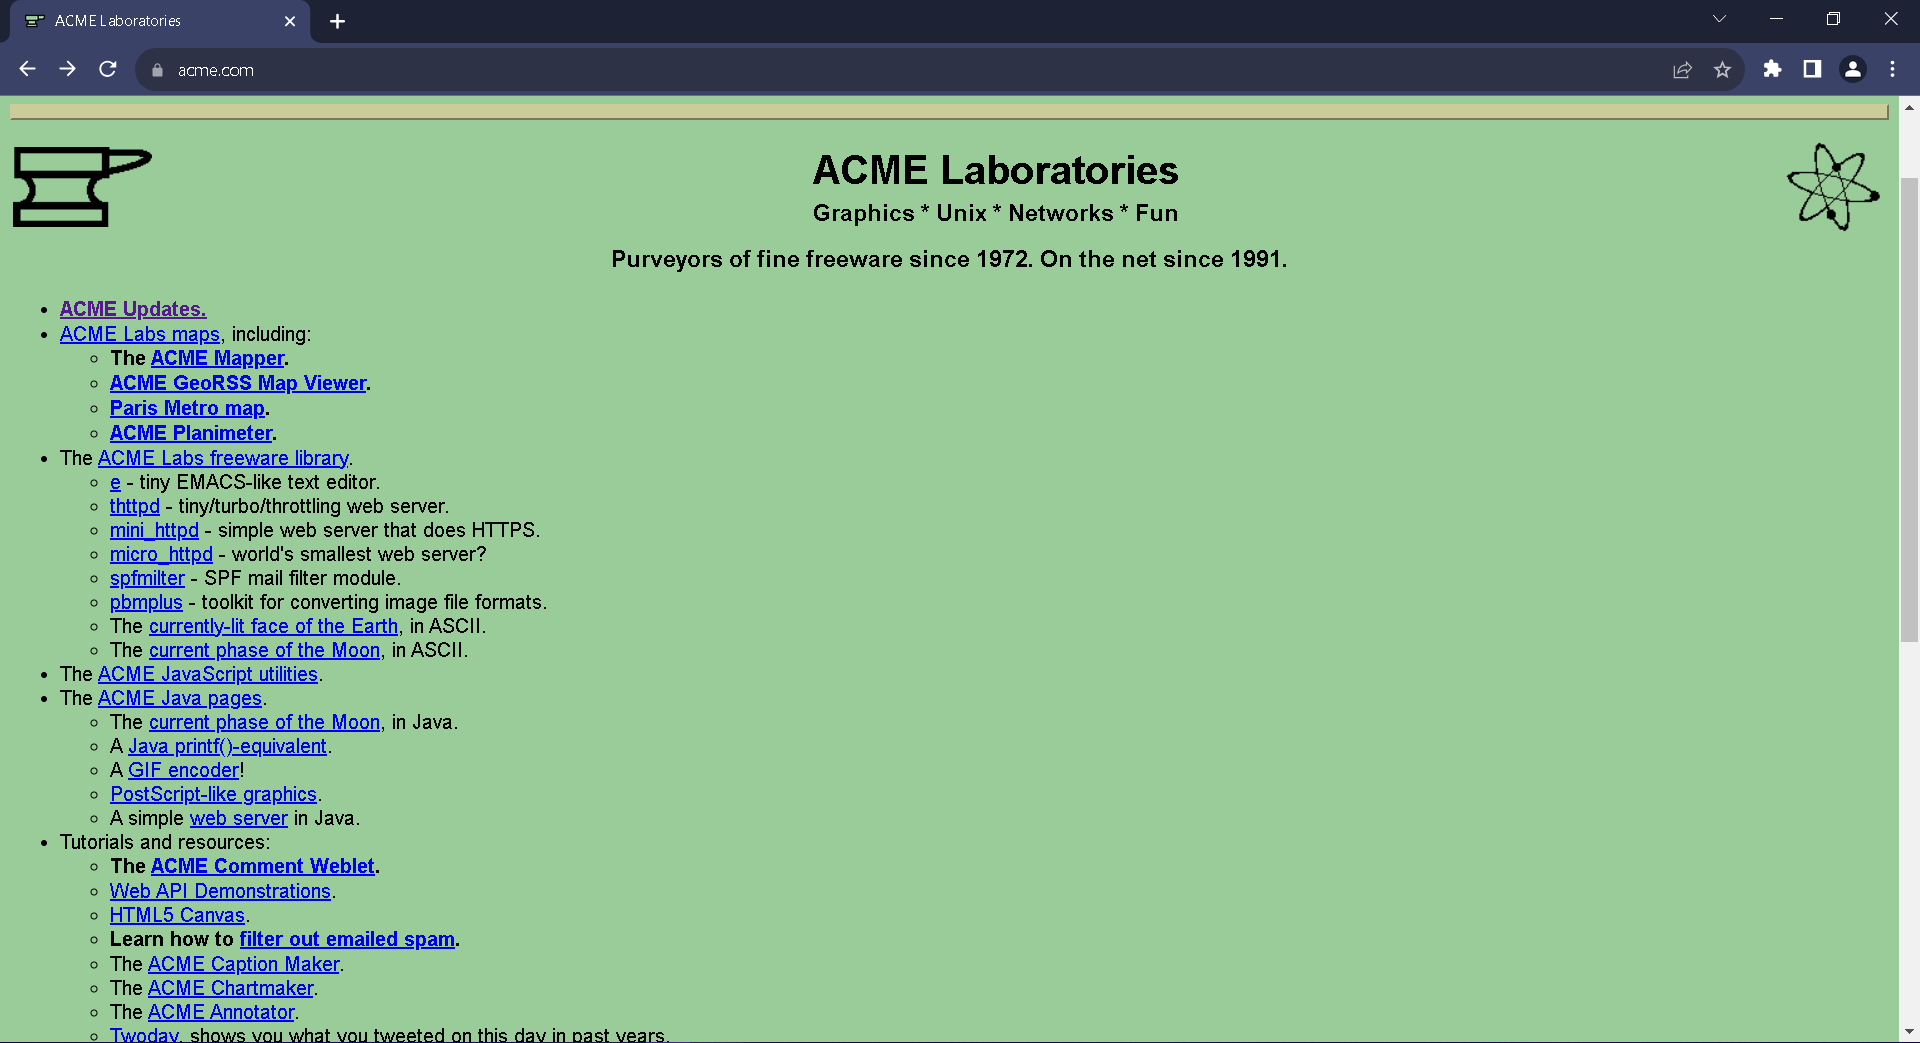 ACME Laboratories
acme.com
ACME Laboratories
Graphics * Unix * Networks * Fun
Purveyors of fine freeware since 1972. On the net since 1991.
ACME Updates.
ACME Labs maps, including:
The ACME Mapper.
ACME GeoRSS Map Viewer.
Paris Metro map.
ACME Planimeter.
The ACME Labs freeware library.
e - tiny EMACS-like text editor.
thttpd - tiny/turbo/throttling web server.
mini_httpd - simple web server that does HTTPS.
micro_httpd - world's smallest web server?
spfmilter - SPF mail filter module.
pbmplus - toolkit for converting image file formats.
The currently-lit face of the Earth, in ASCII.
The current phase of the Moon, in ASCII.
The ACME JavaScript utilities.
The ACME Java pages.
The current phase of the Moon, in Java.
A Java printf()-equivalent.
A GIF encoder!
PostScript-like graphics.
A simple web server in Java.
Tutorials and resources:
The ACME Comment Weblet.
Web API Demonstrations.
HTML5 Canvas.
Learn how to filter out emailed spam.
The ACME Caption Maker.
The ACME Chartmaker.
The ACME Annotator.
Twoday, shows you what you tweeted on this day in past years.